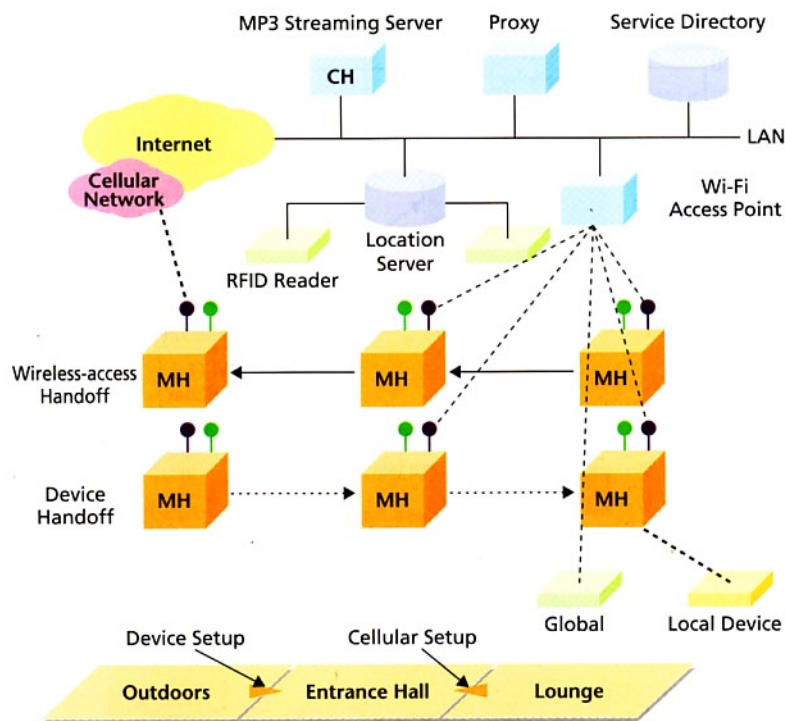 MP3 Streaming Server
Proxy
Service Directory
CH
Internet
LAN
Cellular
Network
Wi-Fi
Access Point
Location
Server
RFID Reader
MH
MH
MH
Wireless-access
Handoff
MH
MH
MH
Device
Handoff
Global
Local Device
Device Setup
Cellular Setup
Outdoors
Entrance Hall
Lounge